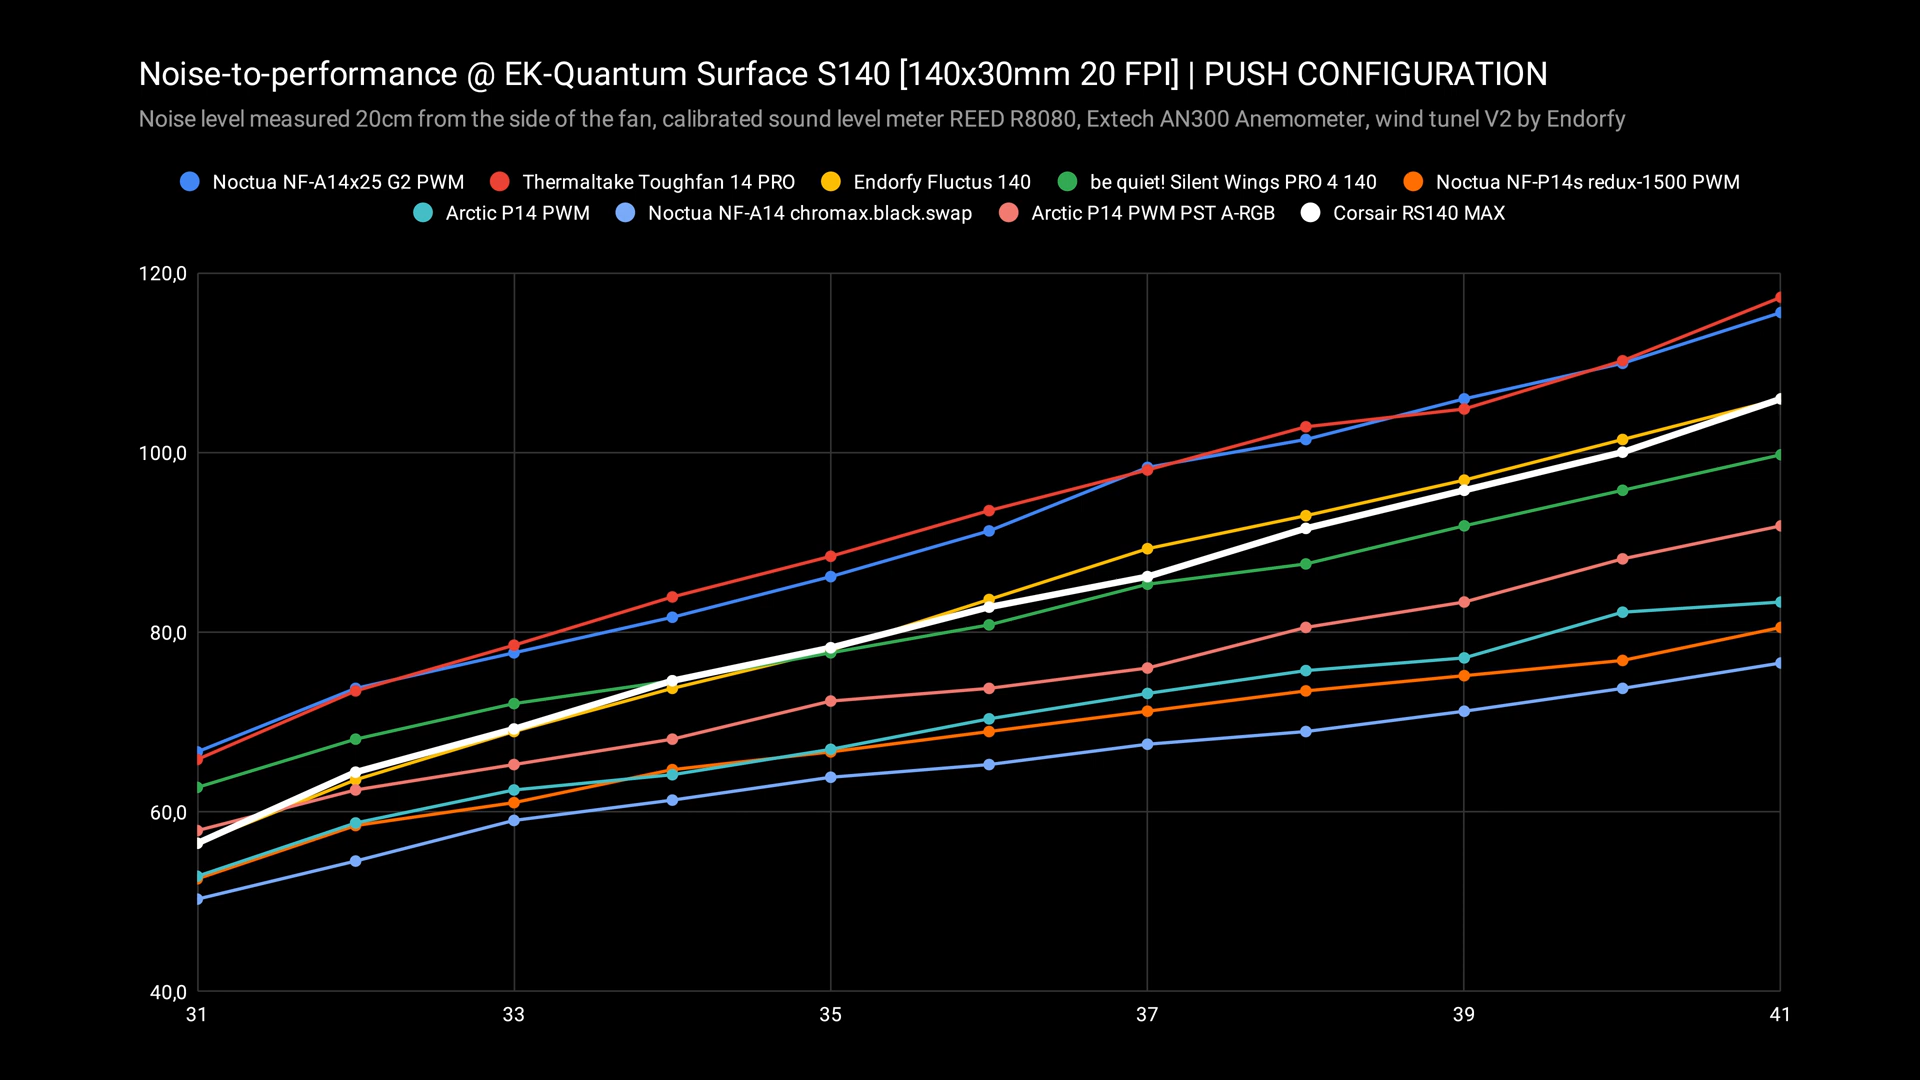 Noise-to-performance @ EK-Quantum Surface S140 [140x30mm 20 FPI] | PUSH CONFIGURATION
Noise level measured 20cm from the side of the fan, calibrated sound level meter REED R8080, Extech AN300 Anemometer, wind tunel V2 by Endorfy
Noctua NF-A14x25 G2 PWM Thermaltake Toughfan 14 PRO Endorfy Fluctus 140 be quiet! Silent Wings PRO 4 140 Noctua NF-P14s redux-1500 PWM
Arctic P14 PWM Noctua NF-A14 chromax.black.swap Arctic P14 PWM PST A-RGB Corsair RS140 MAX
120,0
100,0
80,0
60,0
40,0
31 33 35 37 39 41